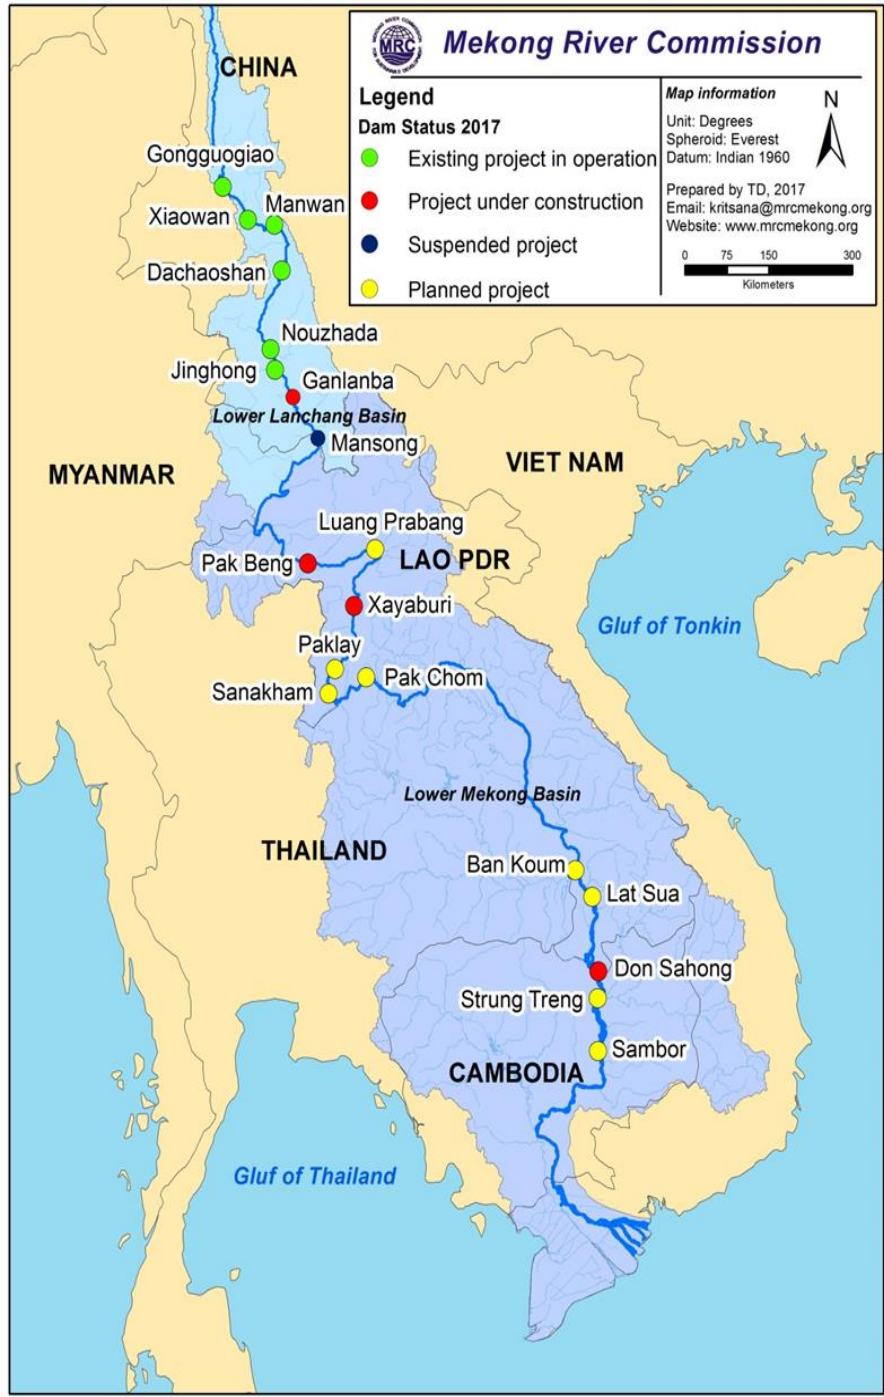 Mekong River Commission
MRC
Legend
Dam Status 2017
Existing project in operation
Project under construction
Suspended project
Planned project
Map information
Unit: Degrees
Spheroid: Everest
Datum: Indian 1960
Prepared by TD, 2017
Email: kritsana@mrcmekong.org
Website: www.mrcmekong.org
N
0 75 150 300
Kilometers
CHINA
Gongguogiao
Xiaowan
Manwan
Dachaoshan
Nouzhada
Jinghong
Ganlanba
Lower Lanchang Basin
Mansong
MYANMAR
VIET NAM
Luang Prabang
Pak Beng
LAO PDR
Xayaburi
Gluf of Tonkin
Paklay
Pak Chom
Sanakham
Lower Mekong Basin
THAILAND
Ban Koum
Lat Sua
Don Sahong
Strung Treng
Sambor
CAMBODIA
Gluf of Thailand